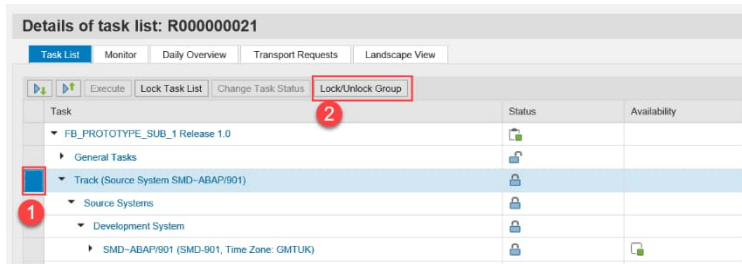 Details of task list: R000000021
Task List Monitor Daily Overview Transport Requests Landscape View
Execute Lock Task List Change Task Status Lock/Unlock Group
2
Task Status Availability
FB_PROTOTYPE_SUB_1 Release 1.0
General Tasks
Track (Source System SMD~ABAP/901)
1
Source Systems
Development System
SMD~ABAP/901 (SMD-901, Time Zone: GMTUK)